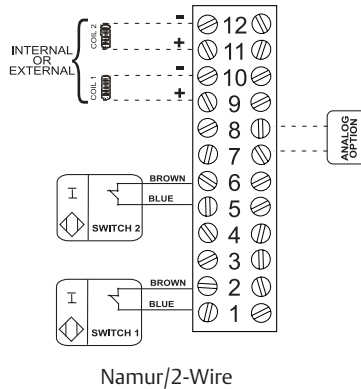 INTERNAL
OR
EXTERNAL
COIL 2
-
+
COIL 1
-
+
12
11
10
9
8
7
6
5
4
3
2
1
ANALOG
OPTION
BROWN
BLUE
SWITCH 2
BROWN
BLUE
SWITCH 1
Namur/2-Wire